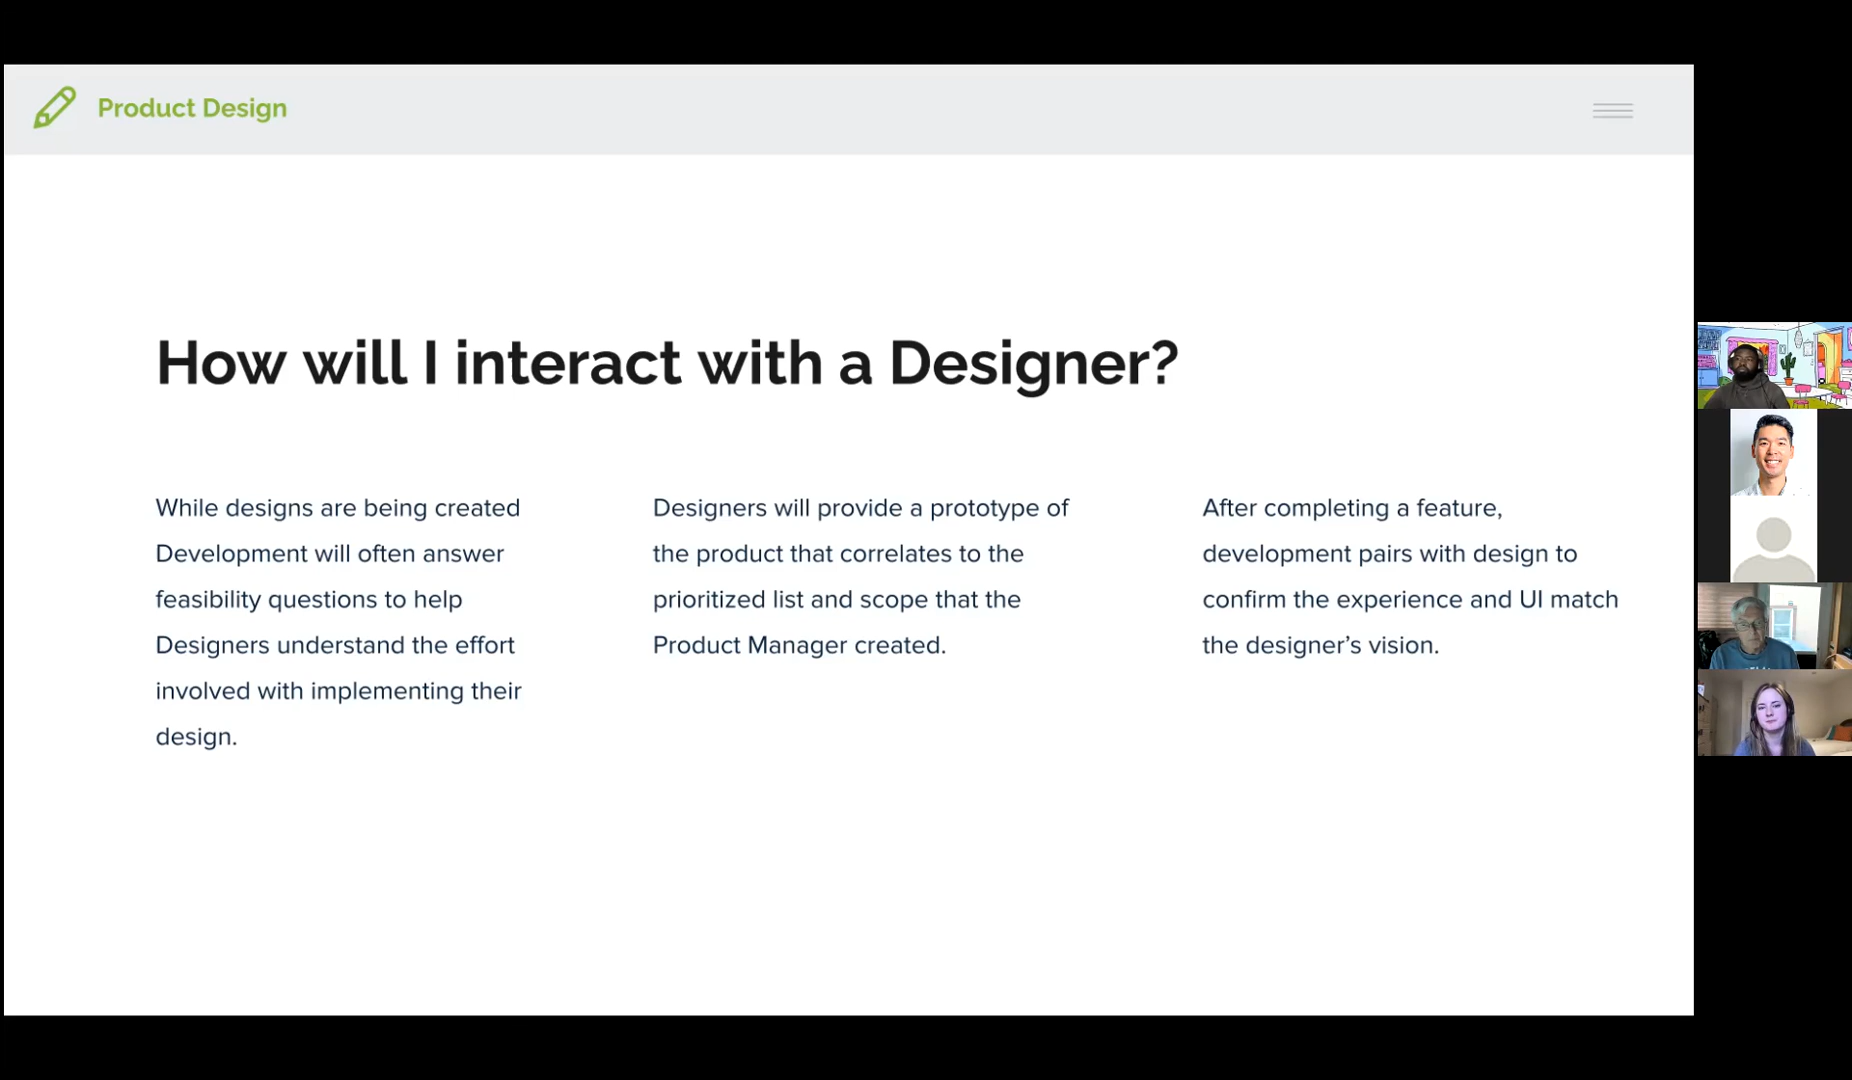 Product Design
How will I interact with a Designer?
While designs are being created
Development will often answer
feasibility questions to help
Designers understand the effort
involved with implementing their
design.
Designers will provide a prototype of
the product that correlates to the
prioritized list and scope that the
Product Manager created.
After completing a feature,
development pairs with design to
confirm the experience and UI match
the designer’s vision.